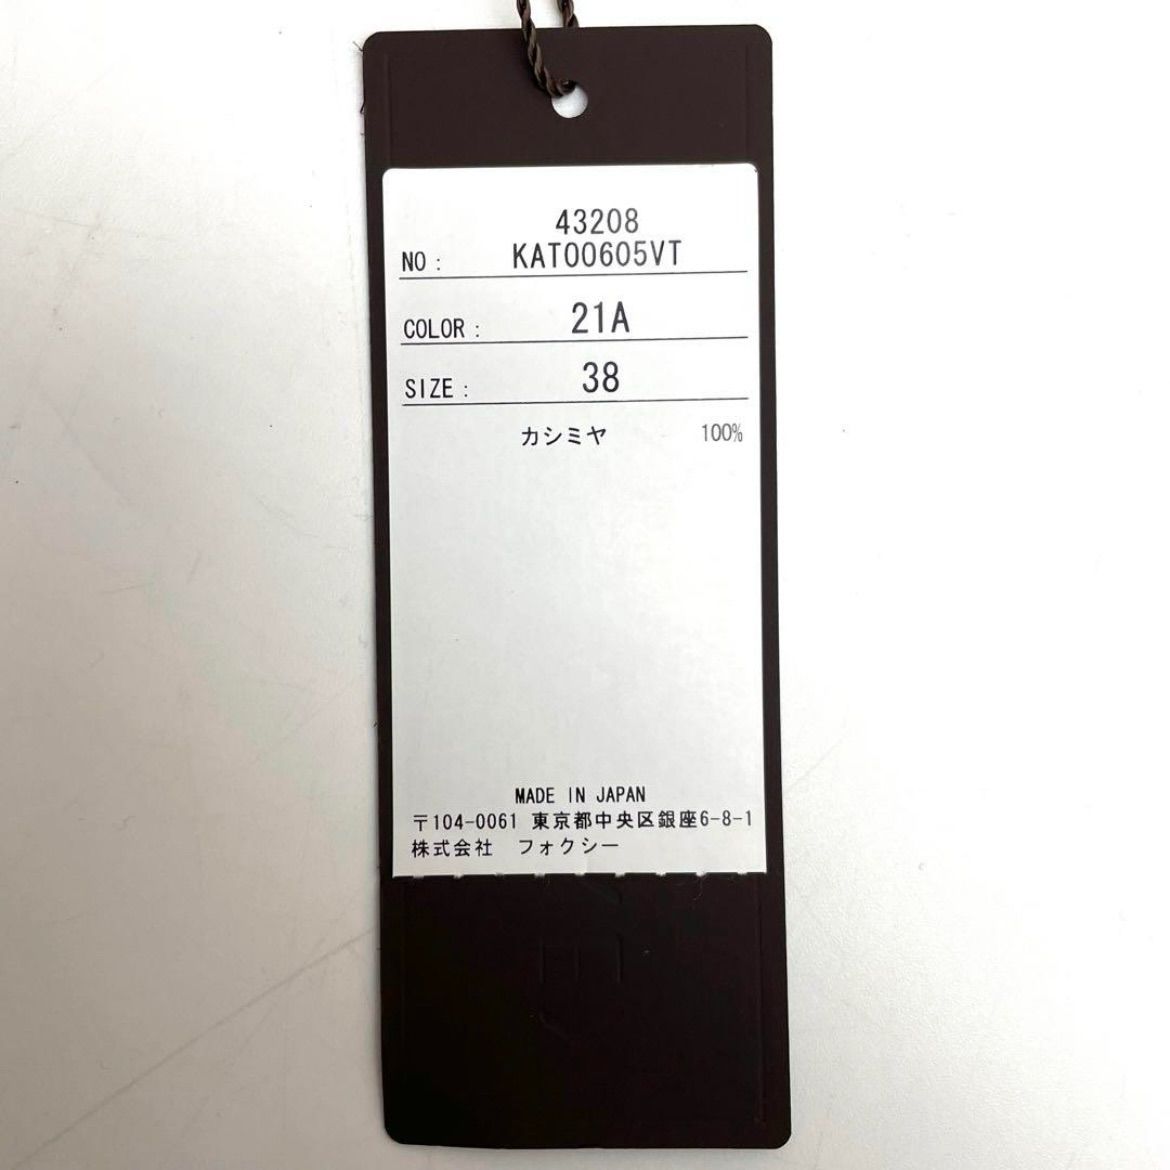 43208
NO : KAT00605VT
COLOR : 21A
SIZE : 38
カシミヤ 100%
MADE IN JAPAN
〒104-0061 東京都中央区銀座6-8-1
株式会社 フォクシー